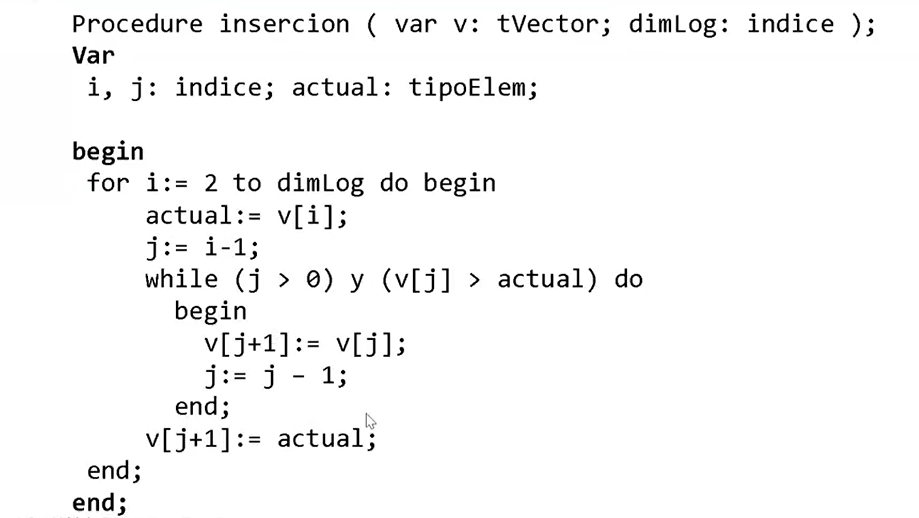 Procedure insercion ( var v: tVector; dimLog: indice );
Var
i, j: indice; actual: tipoElem;
begin
for i:= 2 to dimLog do begin
actual:= v[i];
j:= i-1;
while (j > 0) y (v[j] > actual) do
begin
v[j+1]:= v[j];
j:= j – 1;
end;
v[j+1]:= actual;
end;
end;